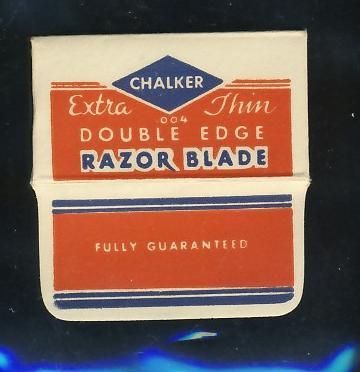 CHALKER
Extra Thin
.004
DOUBLE EDGE
RAZOR BLADE
FULLY GUARANTEED